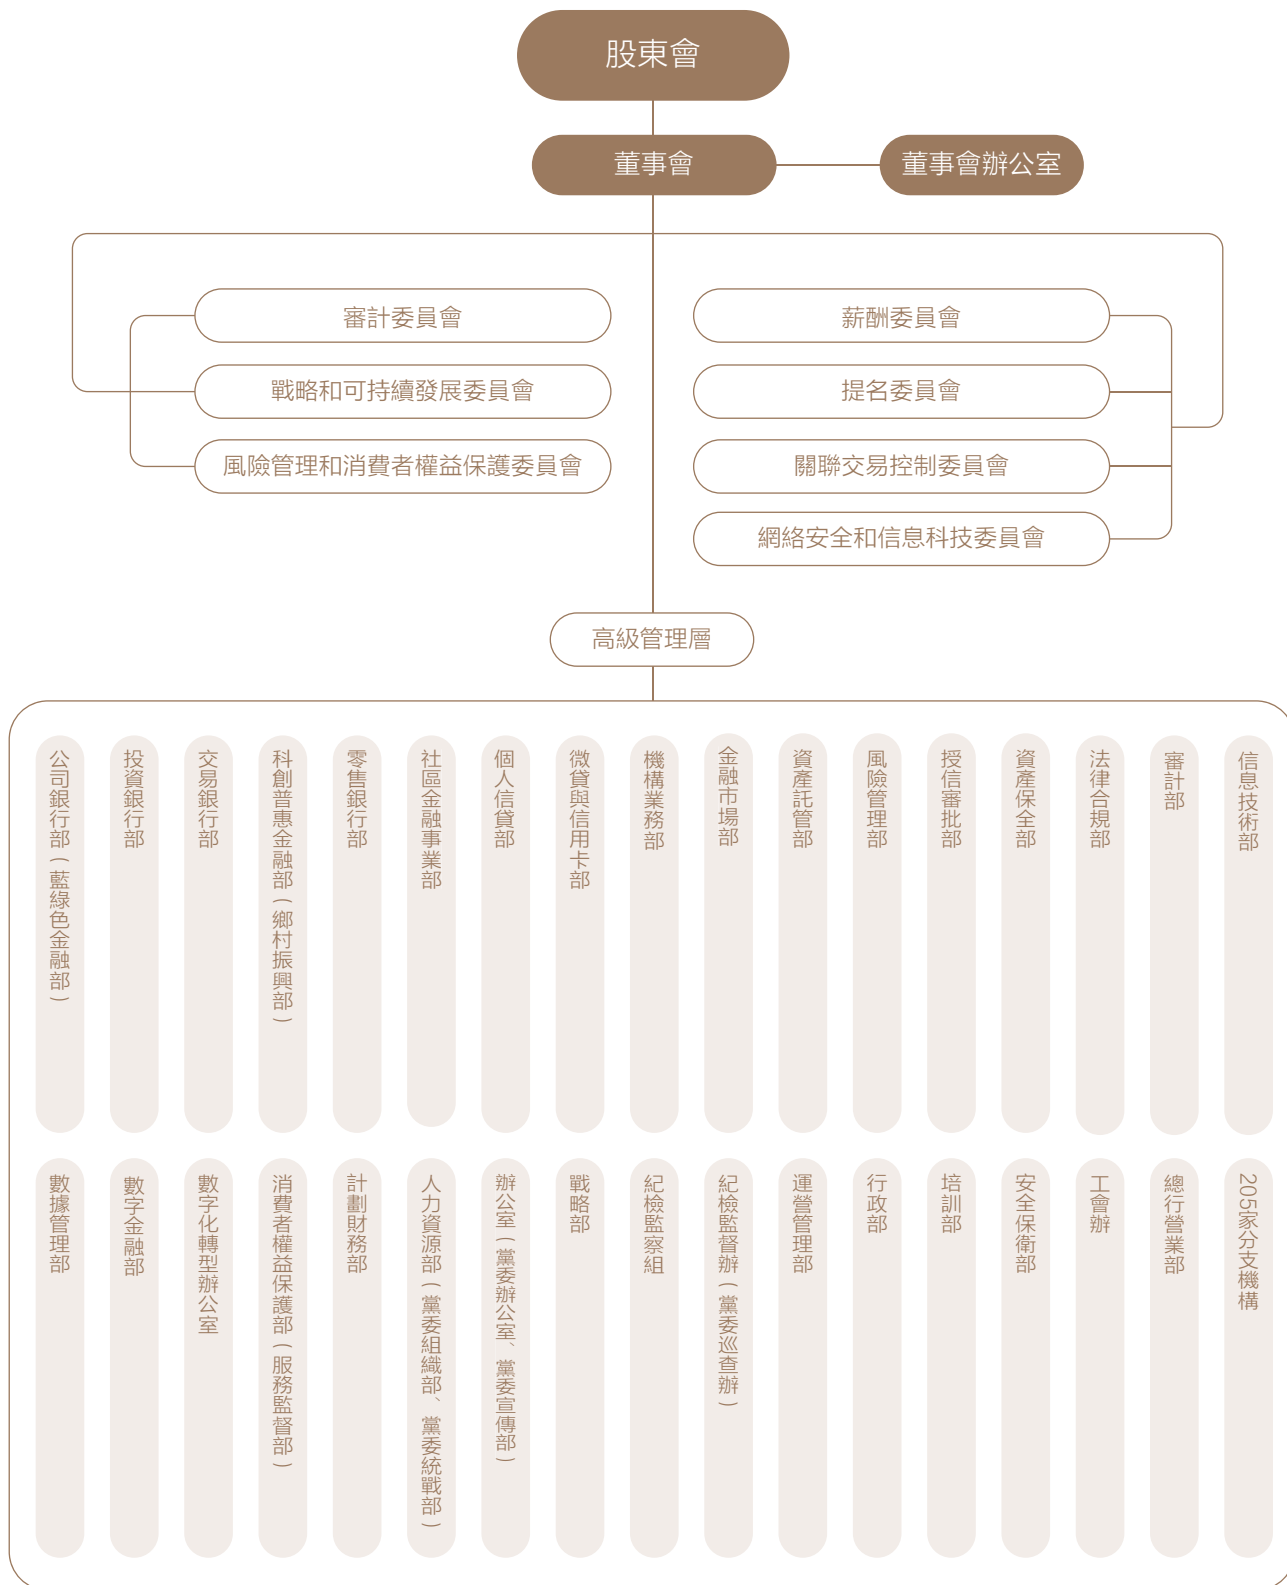 股東會
董事會
董事會辦公室
審計委員會
薪酬委員會
戰略和可持續發展委員會
提名委員會
風險管理和消費者權益保護委員會
關聯交易控制委員會
網絡安全和信息科技委員會
高級管理層
公司銀行部(藍綠色金融部)
投資銀行部
交易銀行部
科創普惠金融部(鄉村振興部)
零售銀行部
社區金融事業部
個人信貸部
微貸與信用卡部
機構業務部
金融市場部
資產託管部
風險管理部
授信審批部
資產保全部
法律合規部
審計部
信息技術部
數據管理部
數字金融部
數字化轉型辦公室
消費者權益保護部(服務監督部)
計劃財務部
人力資源部(黨委組織部、黨委統戰部)
辦公室(黨委辦公室、黨委宣傳部)
戰略部
紀檢監察組
紀檢監督辦(黨委巡查辦)
運營管理部
行政部
培訓部
安全保衛部
工會辦
總行營業部
205家分支機構